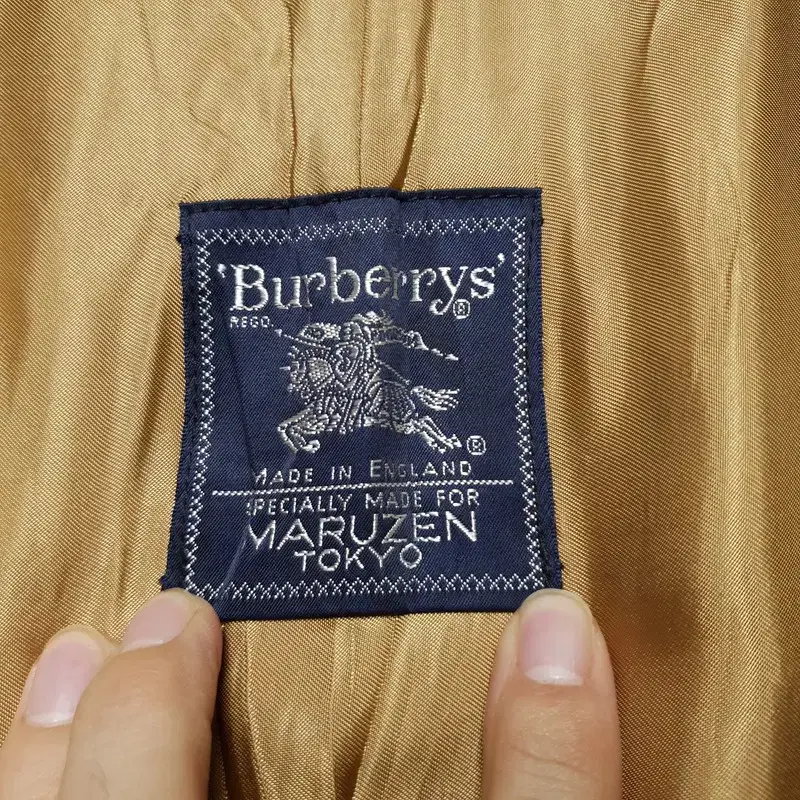 'Burberrys'®
REGD.
®
MADE IN ENGLAND
SPECIALLY MADE FOR
MARUZEN
TOKYO